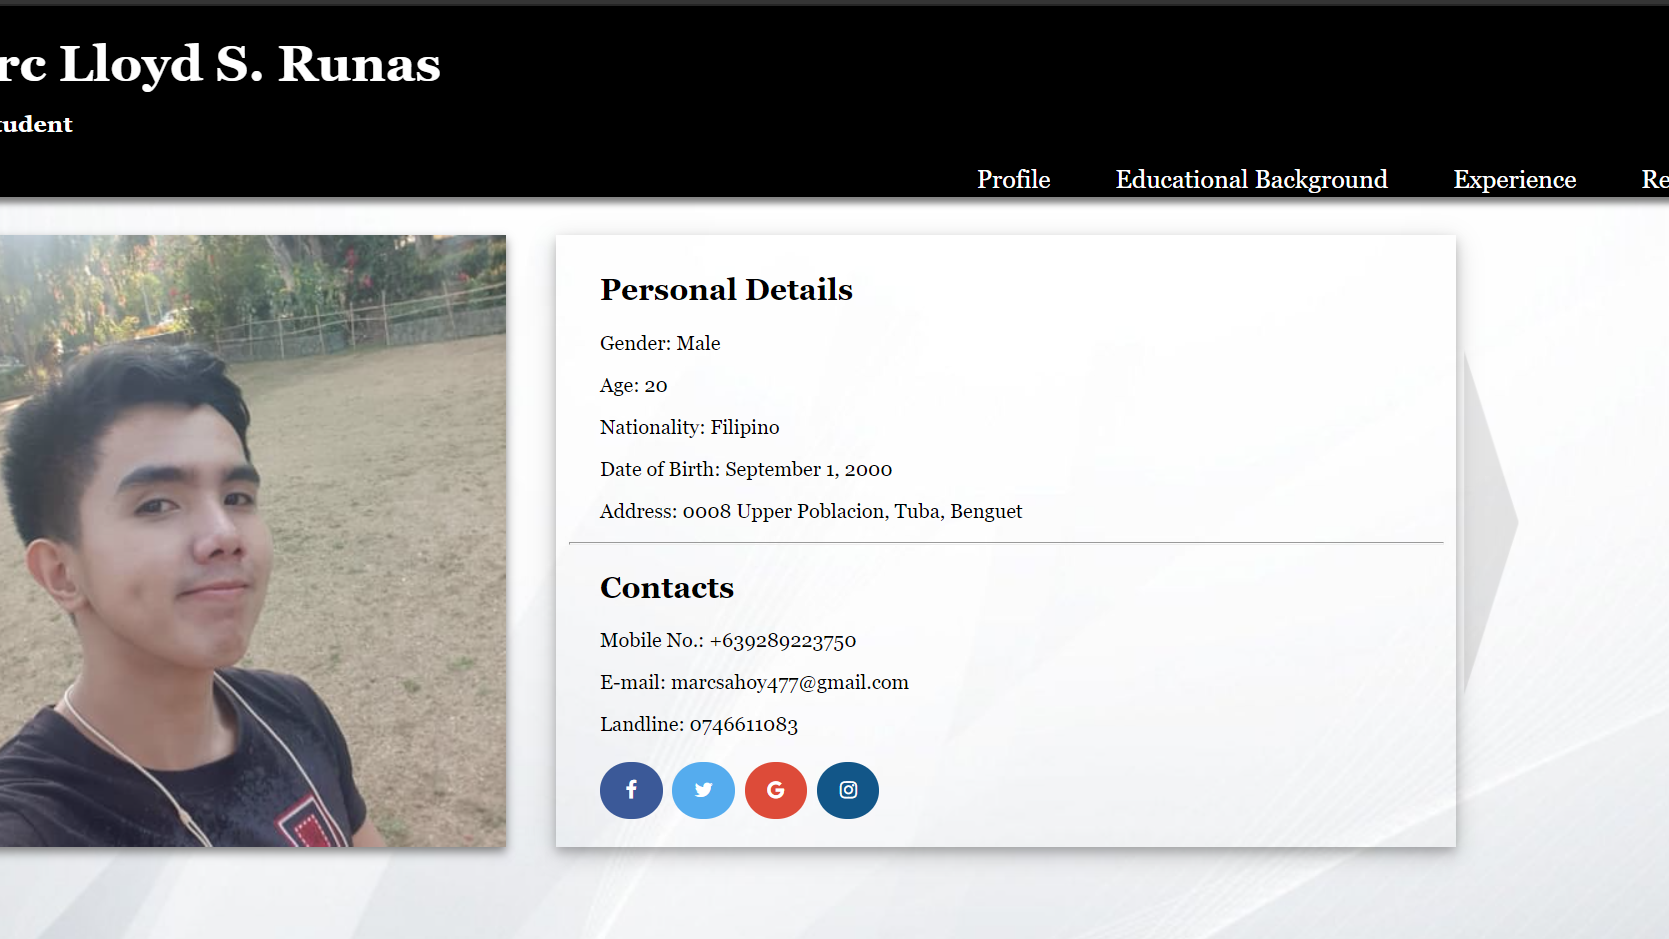 rc Lloyd S. Runas
tudent
Profile Educational Background Experience Re
Personal Details
Gender: Male
Age: 20
Nationality: Filipino
Date of Birth: September 1, 2000
Address: 0008 Upper Poblacion, Tuba, Benguet
Contacts
Mobile No.: +639289223750
E-mail: marcsahoy477@gmail.com
Landline: 0746611083